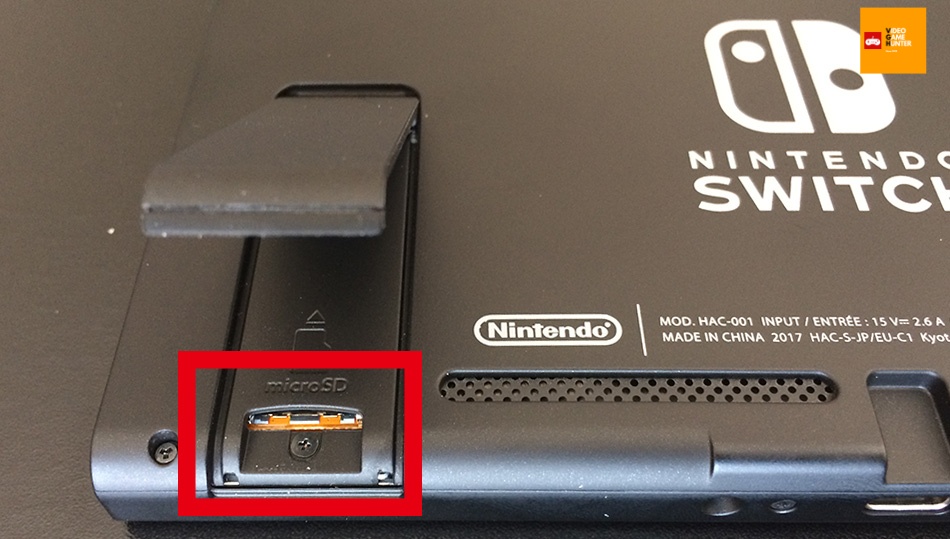 VIDEO
GAME
HUNTER
NINTENDO
SWITCH
Nintendo
MOD. HAC-001 INPUT / ENTRÉE : 15 V⎓ 2.6 A
MADE IN CHINA 2017 HAC-S-JP/EU-C1 Kyot
microSD